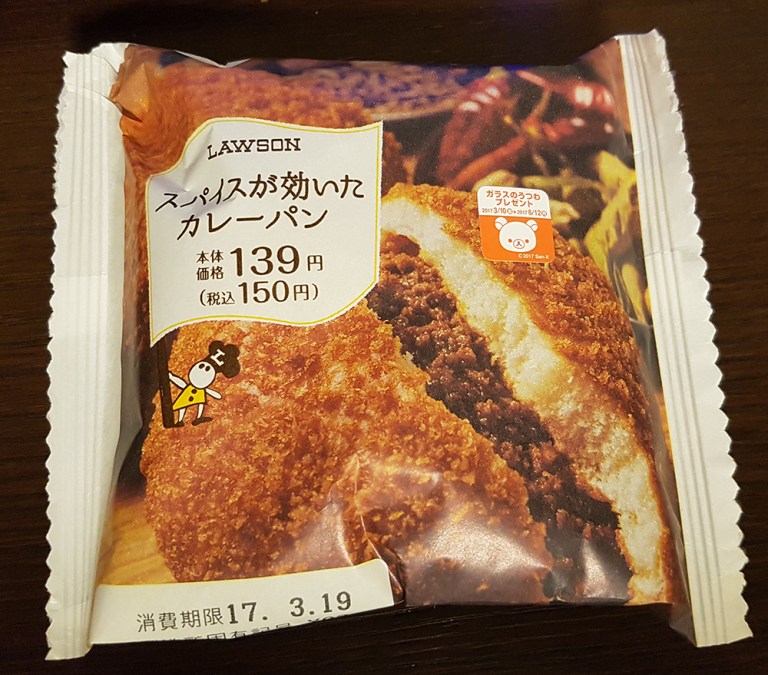 LAWSON
スパイスが効いた
カレーパン
本体
価格 139円
(税込 150円)
ガラスのうつわ
プレゼント
C 2017 San-X
L
消費期限 17. 3.19